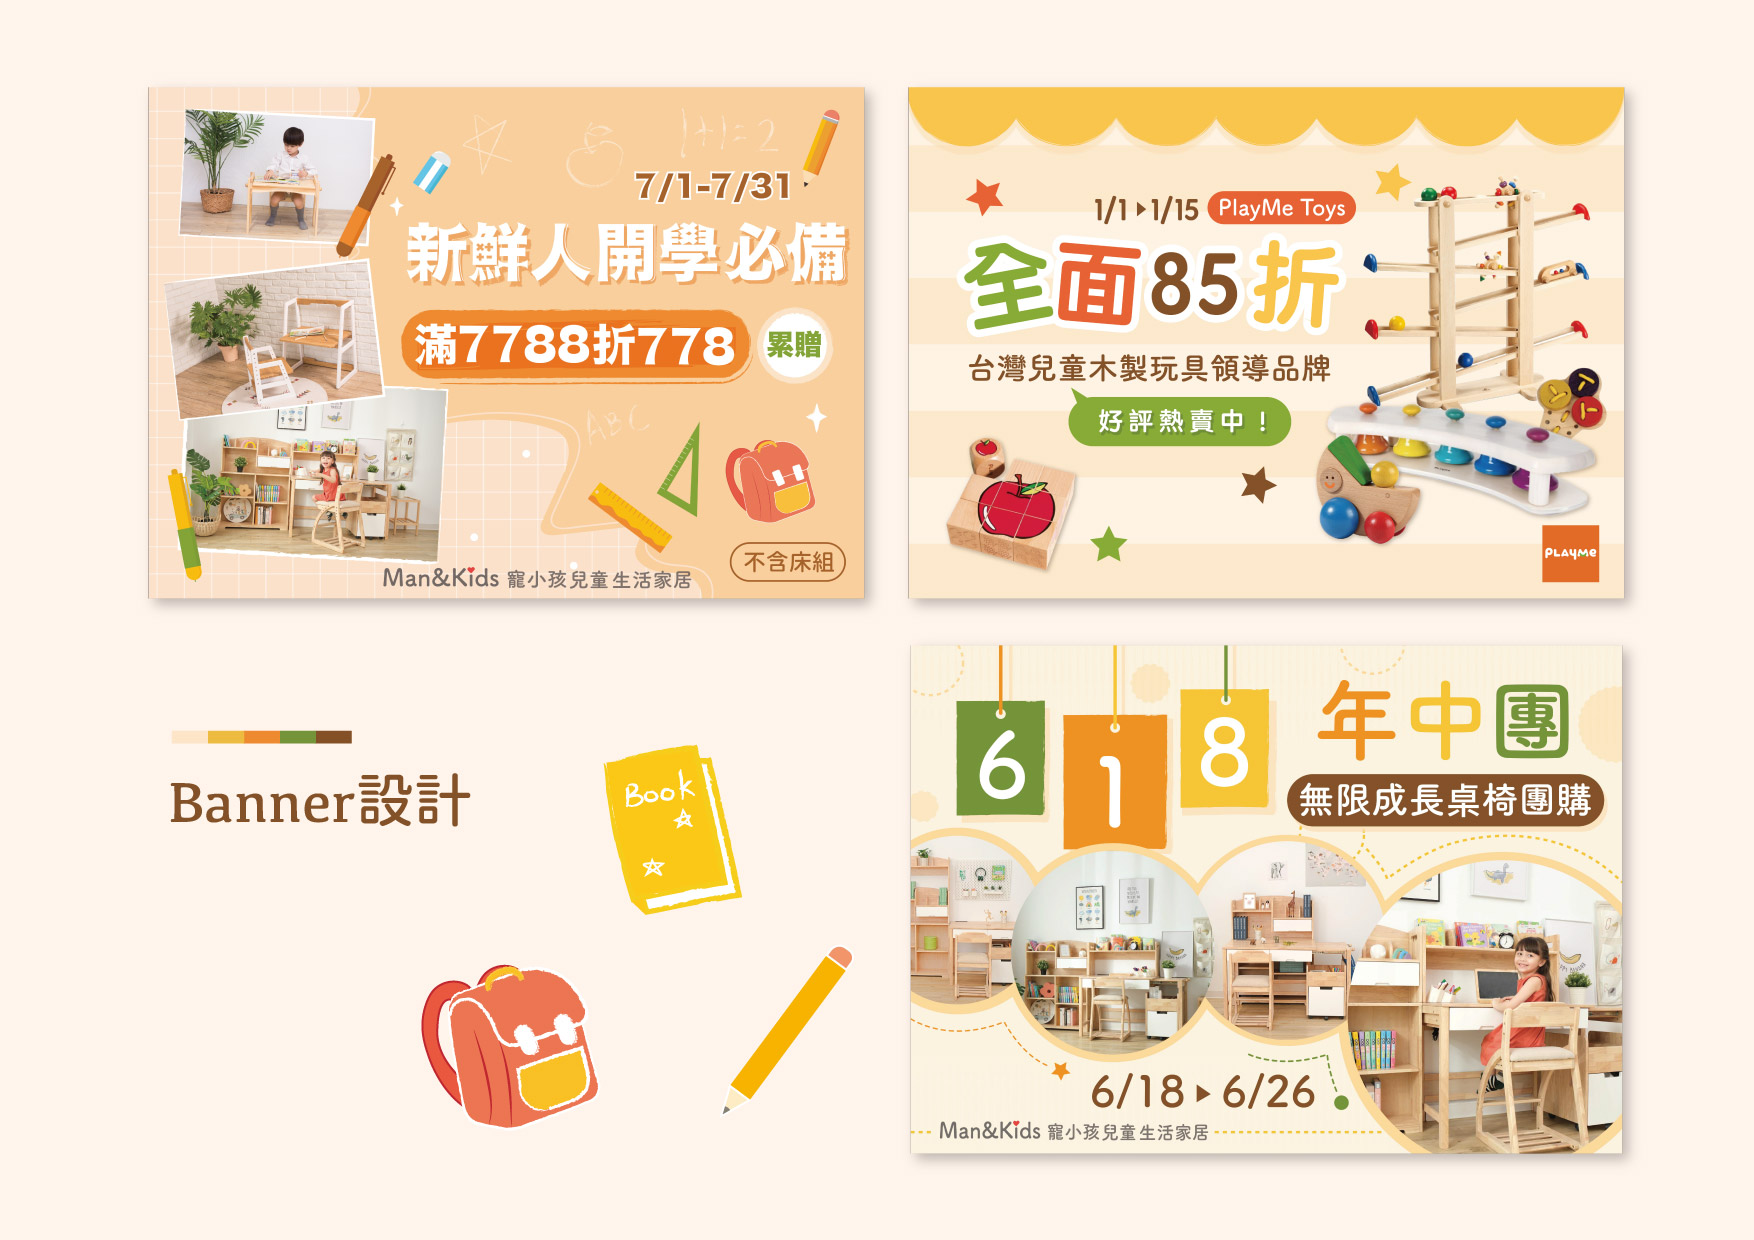 1+1=2
7/1-7/31
新鮮人開學必備
滿7788折778
累贈
ABC
不含床組
Man&Kids 寵小孩兒童生活家居
1/1▸1/15 PlayMe Toys
全面85折
台灣兒童木製玩具領導品牌
好評熱賣中!
PLAYMe
Banner設計
Book
618
年中團
無限成長桌椅團購
6/18▸6/26
Man&Kids 寵小孩兒童生活家居